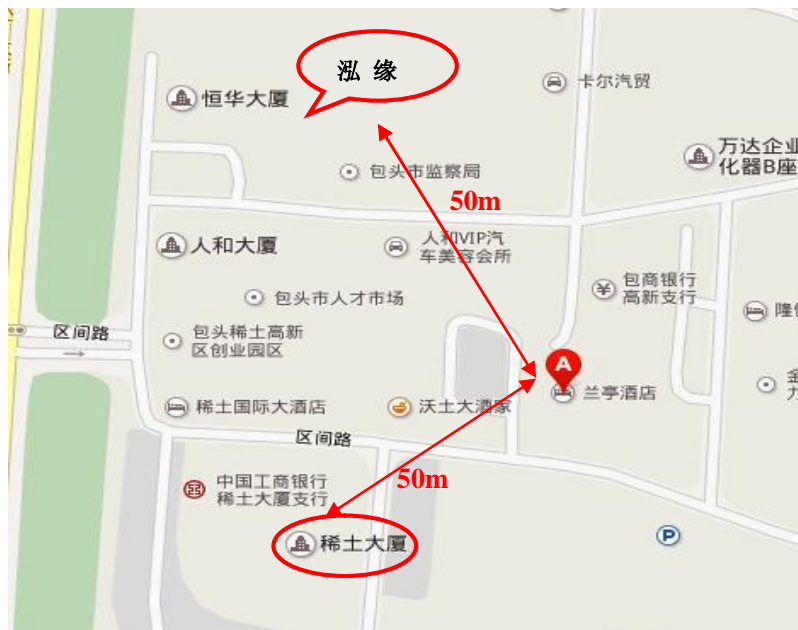 泓 缘
卡尔汽贸
恒华大厦
万达企业
化器B座
包头市监察局
50m
人和大厦
人和VIP汽
车美容会所
包商银行
高新支行
包头市人才市场
区间路
包头稀土高新
区创业园区
A
兰亭酒店
稀土国际大酒店
沃土大酒家
区间路
50m
中国工商银行
稀土大厦支行
稀土大厦
P